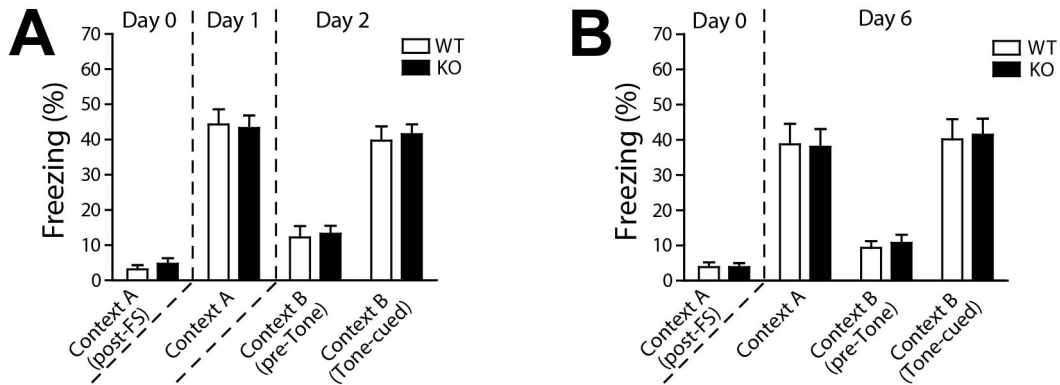 A
Day 0
Day 1
Day 2
WT
KO
Freezing (%)
70
60
50
40
30
20
10
0
Context A
(post-FS)
Context A
Context B
(pre-Tone)
Context B
(Tone-cued)
B
Day 0
Day 6
WT
KO
Freezing (%)
70
60
50
40
30
20
10
0
Context A
(post-FS)
Context A
Context B
(pre-Tone)
Context B
(Tone-cued)